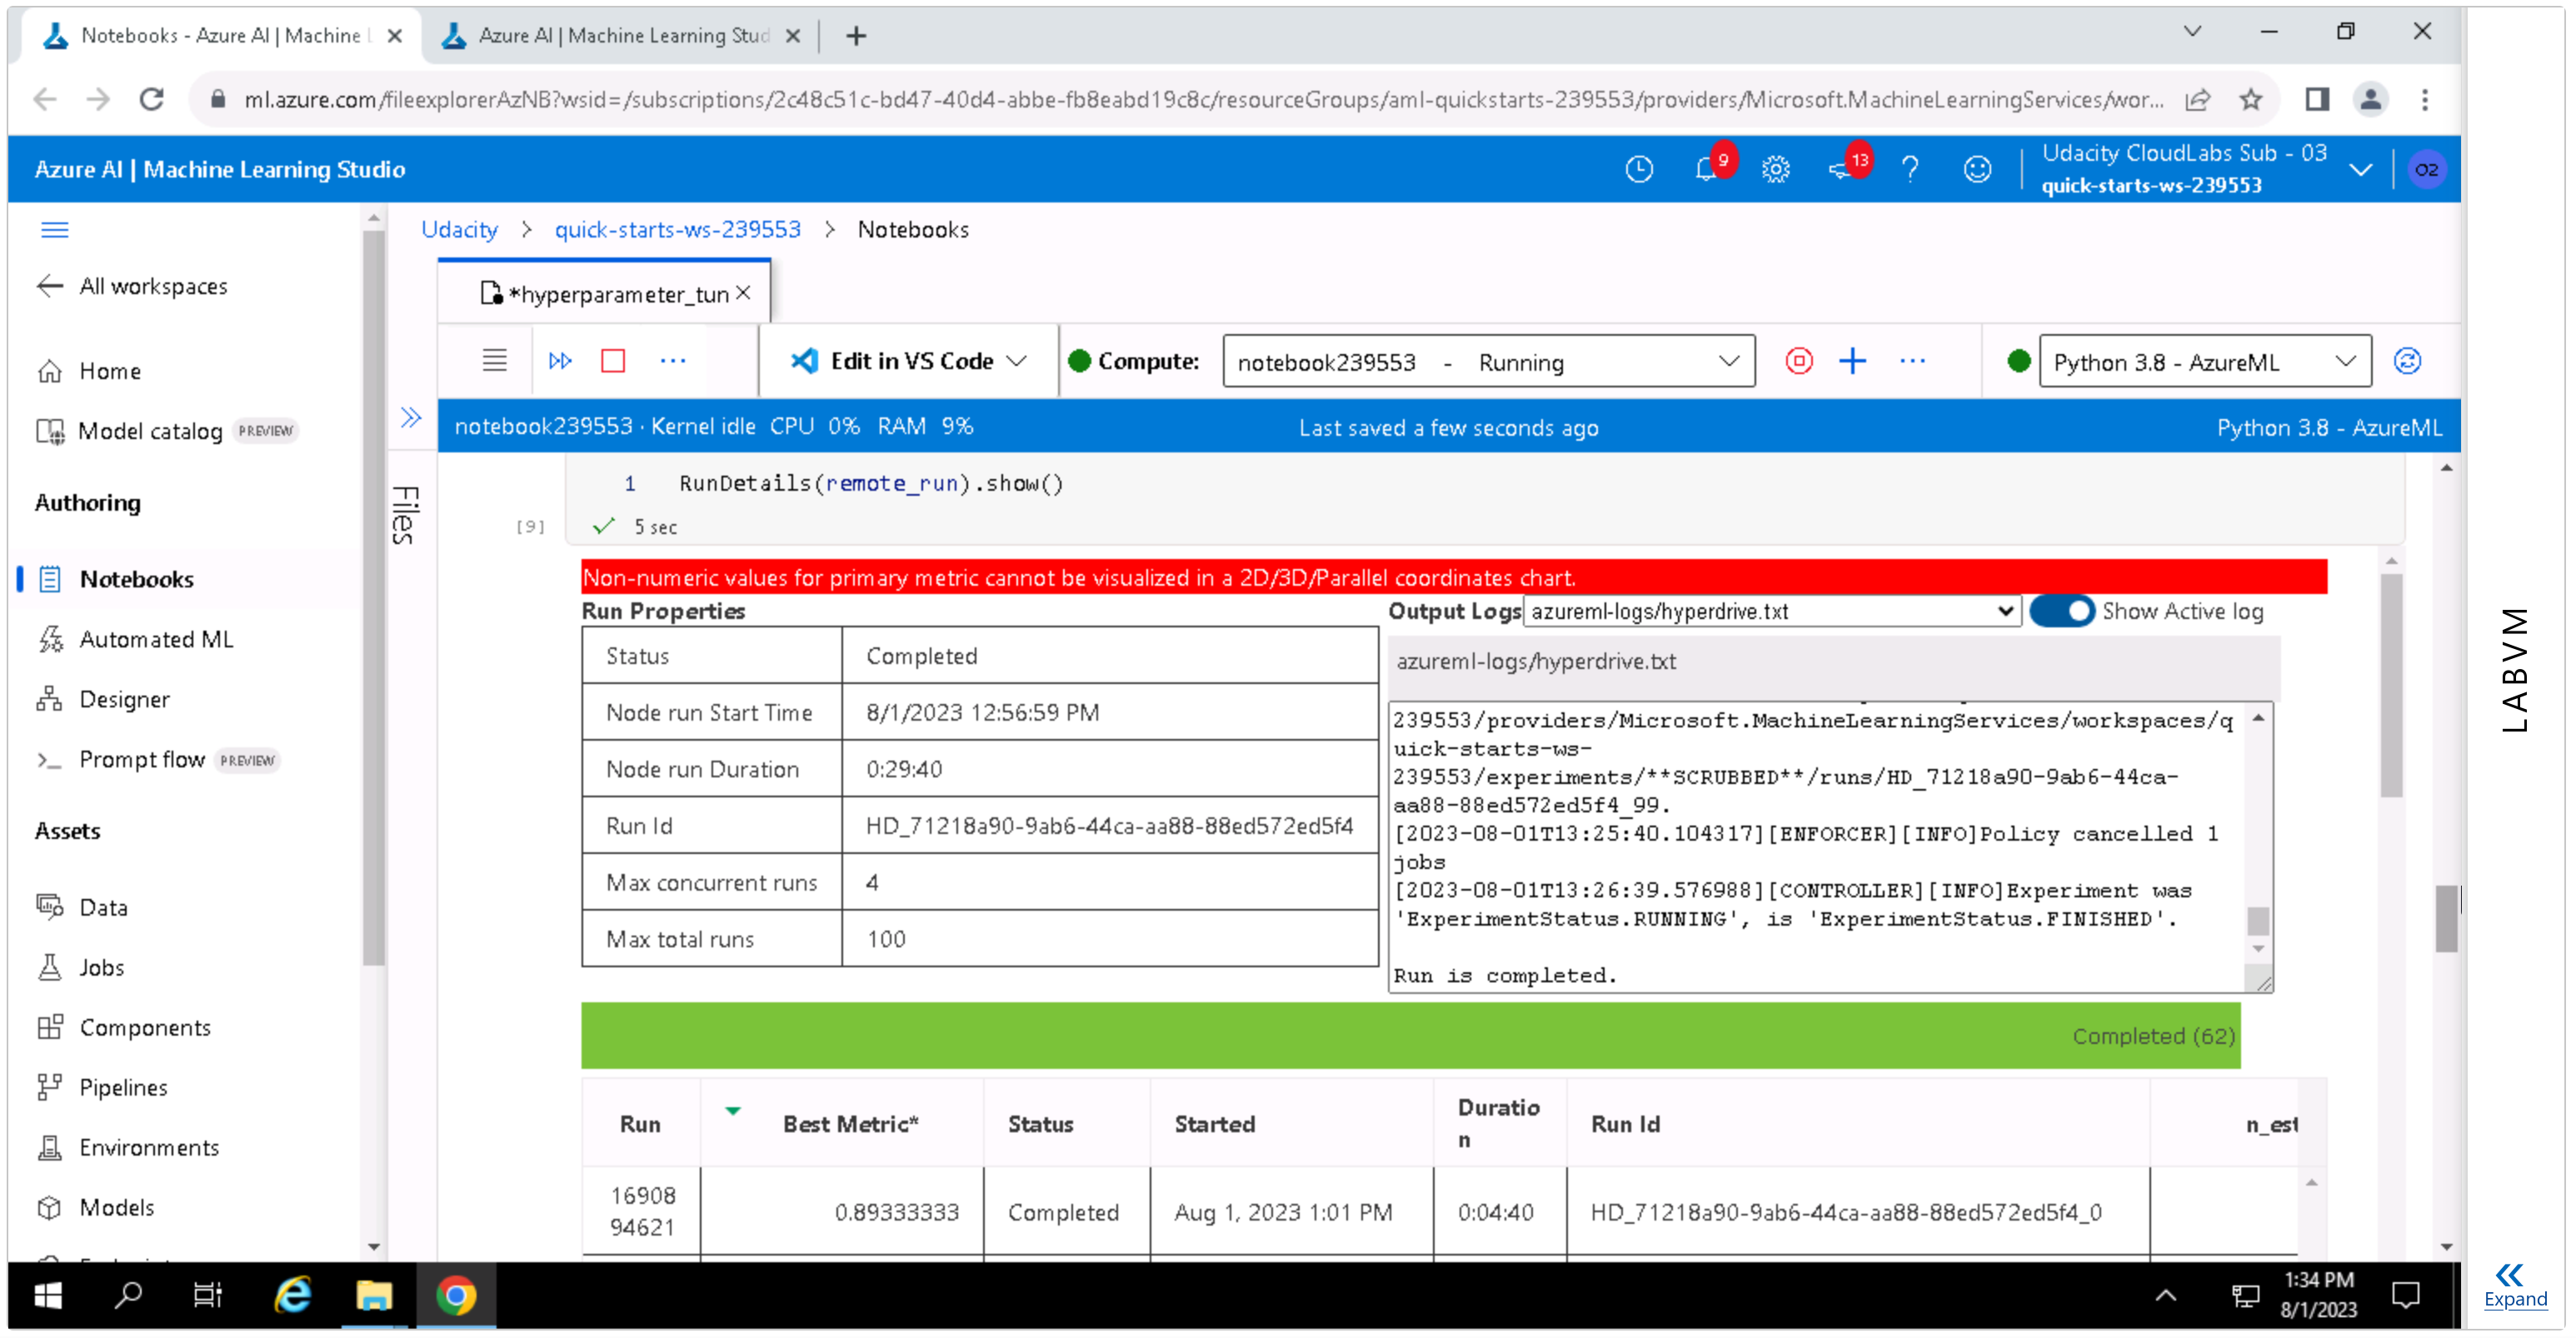 Notebooks - Azure AI | Machine L
Azure AI | Machine Learning Stud
ml.azure.com/fileexplorerAzNB?wsid=/subscriptions/2c48c51c-bd47-40d4-abbe-fb8eabd19c8c/resourceGroups/aml-quickstarts-239553/providers/Microsoft.MachineLearningServices/wor...
Azure AI | Machine Learning Studio
9
13
Udacity CloudLabs Sub - 03
quick-starts-ws-239553
O2
Udacity > quick-starts-ws-239553 > Notebooks
All workspaces
Home
Model catalog PREVIEW
Authoring
Notebooks
Automated ML
Designer
Prompt flow PREVIEW
Assets
Data
Jobs
Components
Pipelines
Environments
Models
Files
*hyperparameter_tun
Edit in VS Code
Compute:
notebook239553 - Running
Python 3.8 - AzureML
notebook239553 · Kernel idle CPU 0% RAM 9%
Last saved a few seconds ago
Python 3.8 - AzureML
1 RunDetails(remote_run).show()
[9] 5 sec
Non-numeric values for primary metric cannot be visualized in a 2D/3D/Parallel coordinates chart.
Run Properties
Status Completed
Node run Start Time 8/1/2023 12:56:59 PM
Node run Duration 0:29:40
Run Id HD_71218a90-9ab6-44ca-aa88-88ed572ed5f4
Max concurrent runs 4
Max total runs 100
Output Logs azureml-logs/hyperdrive.txt Show Active log
azureml-logs/hyperdrive.txt
239553/providers/Microsoft.MachineLearningServices/workspaces/q
uick-starts-ws-
239553/experiments/**SCRUBBED**/runs/HD_71218a90-9ab6-44ca-
aa88-88ed572ed5f4_99.
[2023-08-01T13:25:40.104317][ENFORCER][INFO]Policy cancelled 1
jobs
[2023-08-01T13:26:39.576988][CONTROLLER][INFO]Experiment was
'ExperimentStatus.RUNNING', is 'ExperimentStatus.FINISHED'.
Run is completed.
Completed (62)
Run Best Metric* Status Started Duratio
n Run Id n_est
16908
94621 0.89333333 Completed Aug 1, 2023 1:01 PM 0:04:40 HD_71218a90-9ab6-44ca-aa88-88ed572ed5f4_0
1:34 PM
8/1/2023
LABVM
Expand